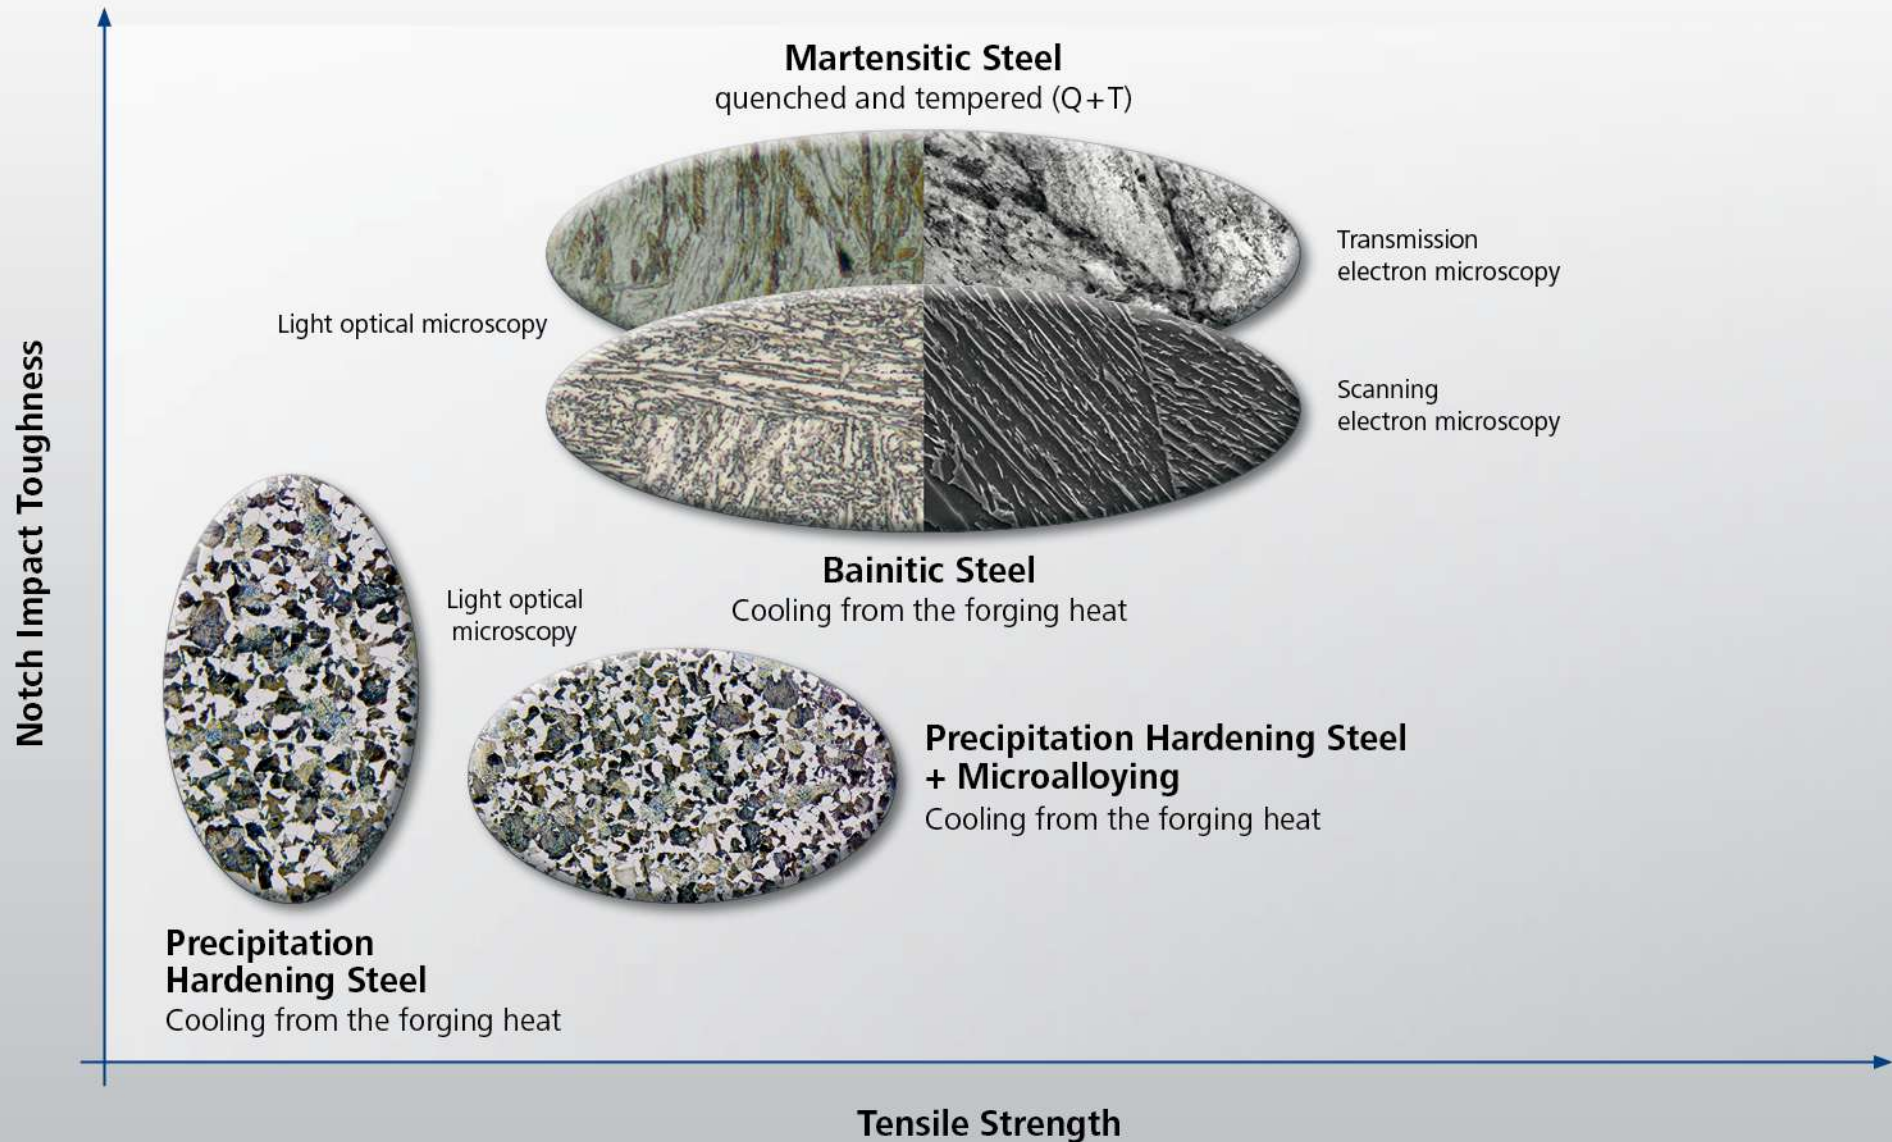 Martensitic Steel
quenched and tempered (Q+T)
Transmission
electron microscopy
Light optical microscopy
Scanning
electron microscopy
Notch Impact Toughness
Bainitic Steel
Cooling from the forging heat
Light optical
microscopy
Precipitation Hardening Steel
+ Microalloying
Cooling from the forging heat
Precipitation
Hardening Steel
Cooling from the forging heat
Tensile Strength